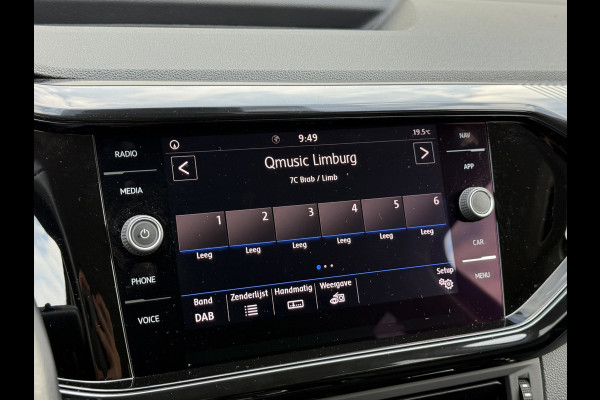 9:49
19.5°C
RADIO
MEDIA
PHONE
VOICE
Qmusic Limburg
7C Brab / Limb
< >
1 2 3 4 5 6
Leeg Leeg Leeg Leeg Leeg Leeg
Band Zenderlijst Handmatig Weergave Setup
DAB
NAV
APP
CAR
MENU